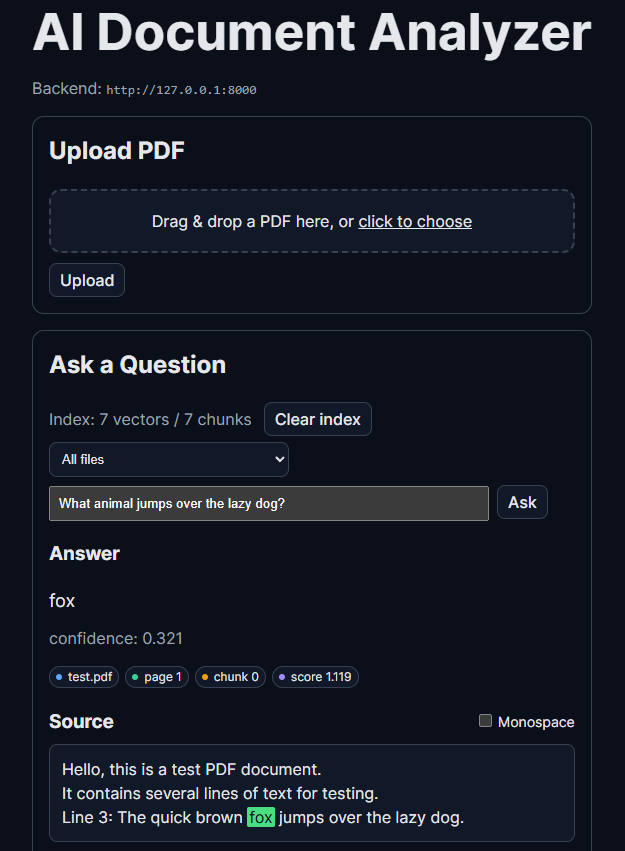 AI Document Analyzer
Backend: http://127.0.0.1:8000
Upload PDF
Drag & drop a PDF here, or click to choose
Upload
Ask a Question
Index: 7 vectors / 7 chunks Clear index
All files
What animal jumps over the lazy dog? Ask
Answer
fox
confidence: 0.321
test.pdf page 1 chunk 0 score 1.119
Source Monospace
Hello, this is a test PDF document.
It contains several lines of text for testing.
Line 3: The quick brown fox jumps over the lazy dog.